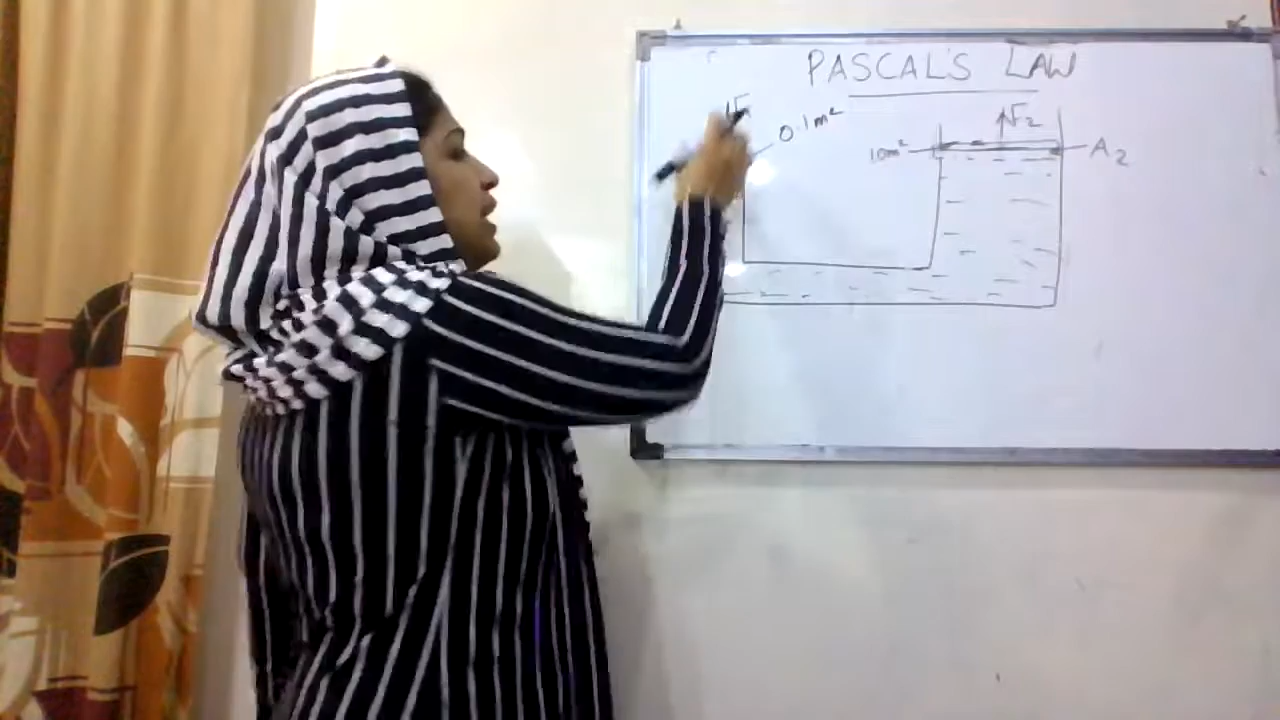 PASCAL'S LAW
0.1m²
F₂
10m²
A₂